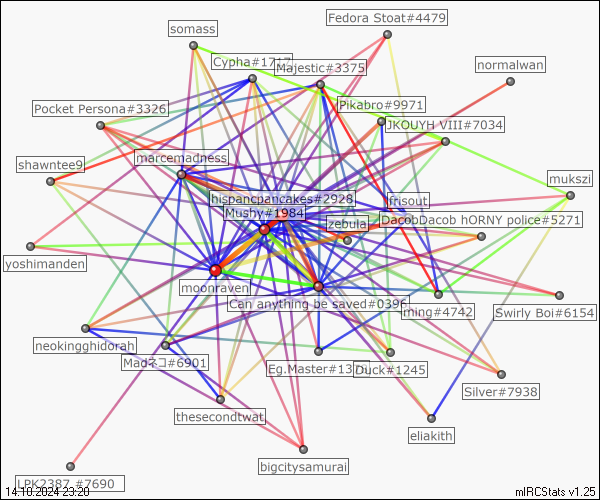 Fedora Stoat#4479
somass
Cypha#1717
Majestic#3375
normalwan
Pocket Persona#3326
Pikabro#9971
JKOUYH VIII#7034
marcemadness
shawntee9
mukszi
hispancpancakes#2928
frisout
Mushy#1984
zebula
DacobDacob hORNY police#5271
yoshimanden
moonraven
Can anything be saved#0396
ming#4742
Swirly Boi#6154
neokingghidorah
Madネコ#6901
Eg.Master#13
Duck#1245
Silver#7938
thesecondtwat
eliakith
bigcitysamurai
LPK2387_#7690
14.10.2024 23:20
mIRCStats v1.25